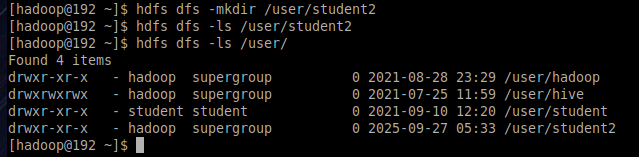 [hadoop@192 ~]$ hdfs dfs -mkdir /user/student2
[hadoop@192 ~]$ hdfs dfs -ls /user/student2
[hadoop@192 ~]$ hdfs dfs -ls /user/
Found 4 items
drwxr-xr-x   - hadoop  supergroup          0 2021-08-28 23:29 /user/hadoop
drwxrwxrwx   - hadoop  supergroup          0 2021-07-25 11:59 /user/hive
drwxr-xr-x   - student student             0 2021-09-10 12:20 /user/student
drwxr-xr-x   - hadoop  supergroup          0 2025-09-27 05:33 /user/student2
[hadoop@192 ~]$